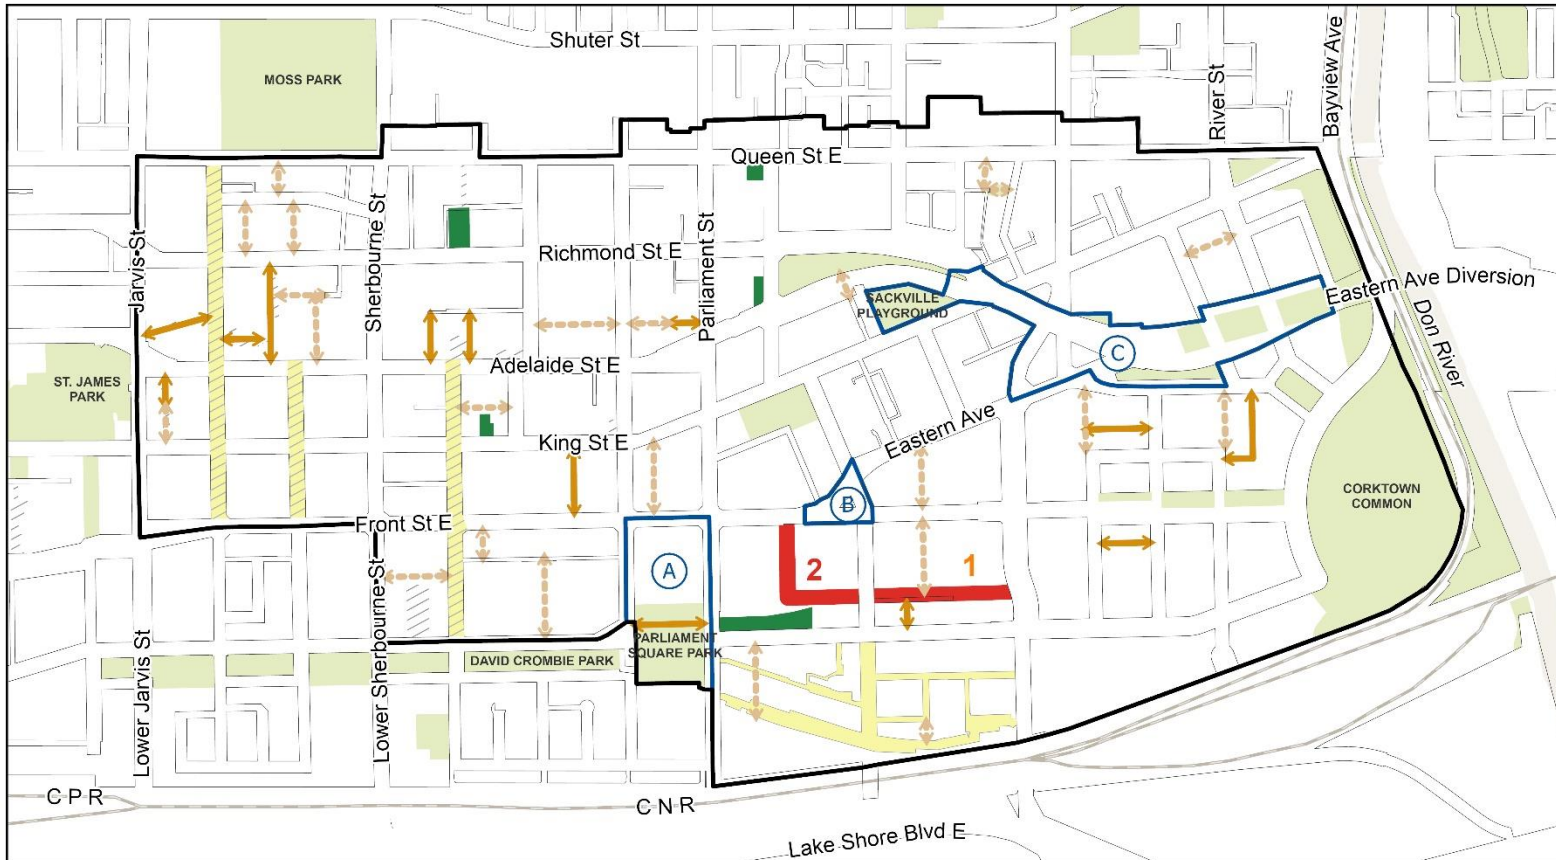 Shuter St
MOSS PARK
River St
Bayview Ave
Queen St E
Jarvis St
Sherbourne St
Richmond St E
Parliament St
SACKVILLE
PLAYGROUND
Eastern Ave Diversion
Don River
C
Adelaide St E
ST. JAMES
PARK
King St E
Eastern Ave
CORKTOWN
COMMON
B
Front St E
A
2
1
Lower Sherbourne St
Lower Jarvis St
PARLIAMENT
SQUARE PARK
DAVID CROMBIE PARK
C P R
C N R
Lake Shore Blvd E